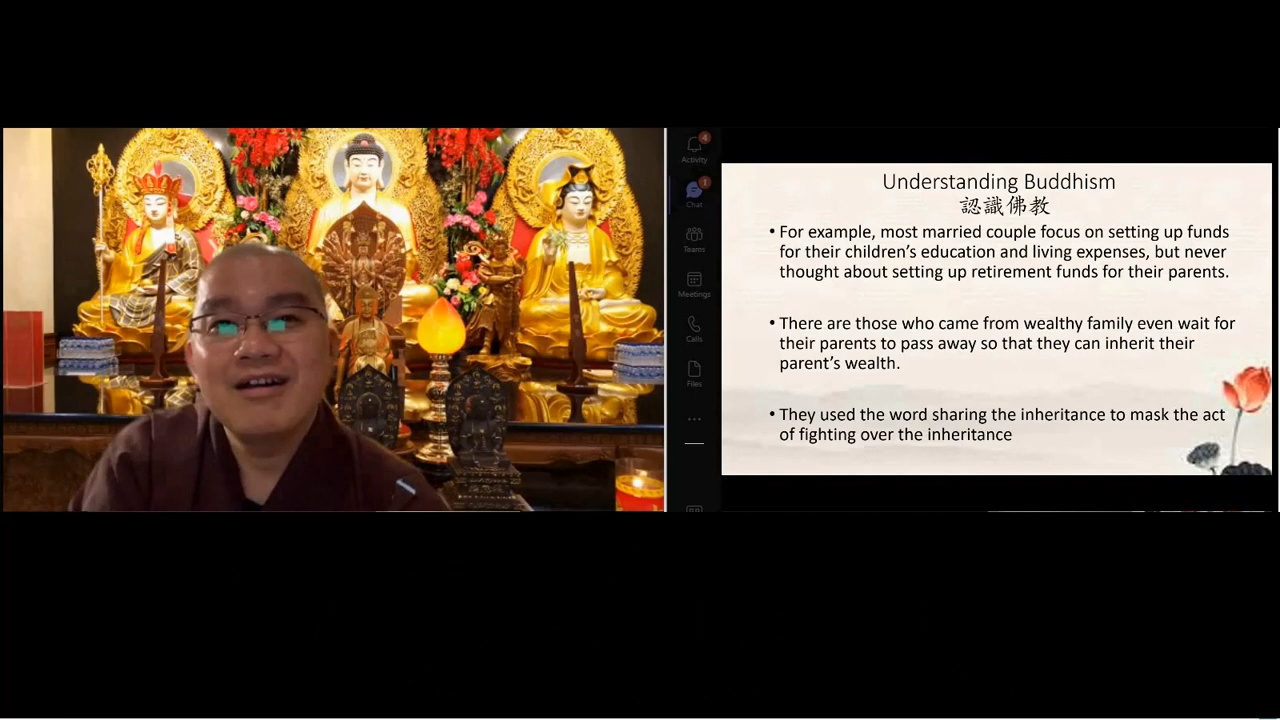 Activity
4
Chat
1
Teams
Meetings
Calls
Files
Understanding Buddhism
認識佛教
• For example, most married couple focus on setting up funds
for their children's education and living expenses, but never
thought about setting up retirement funds for their parents.
• There are those who came from wealthy family even wait for
their parents to pass away so that they can inherit their
parent's wealth.
• They used the word sharing the inheritance to mask the act
of fighting over the inheritance